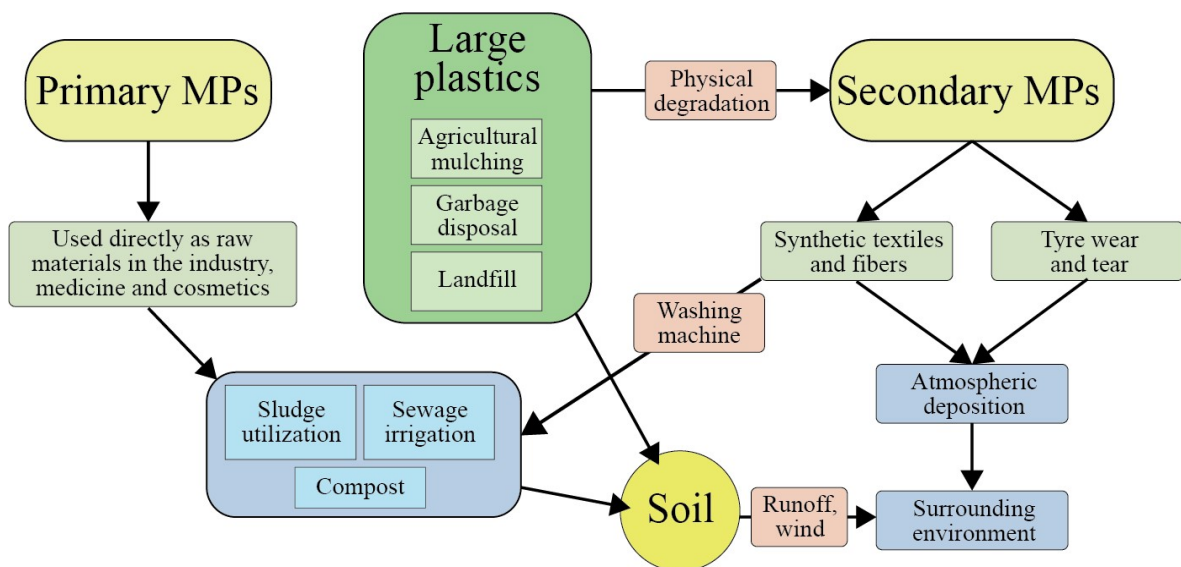 Primary MPs
Used directly as raw
materials in the industry,
medicine and cosmetics
Large
plastics
Agricultural
mulching
Garbage
disposal
Landfill
Physical
degradation
Secondary MPs
Synthetic textiles
and fibers
Tyre wear
and tear
Washing
machine
Atmospheric
deposition
Sludge
utilization
Sewage
irrigation
Compost
Soil
Runoff,
wind
Surrounding
environment